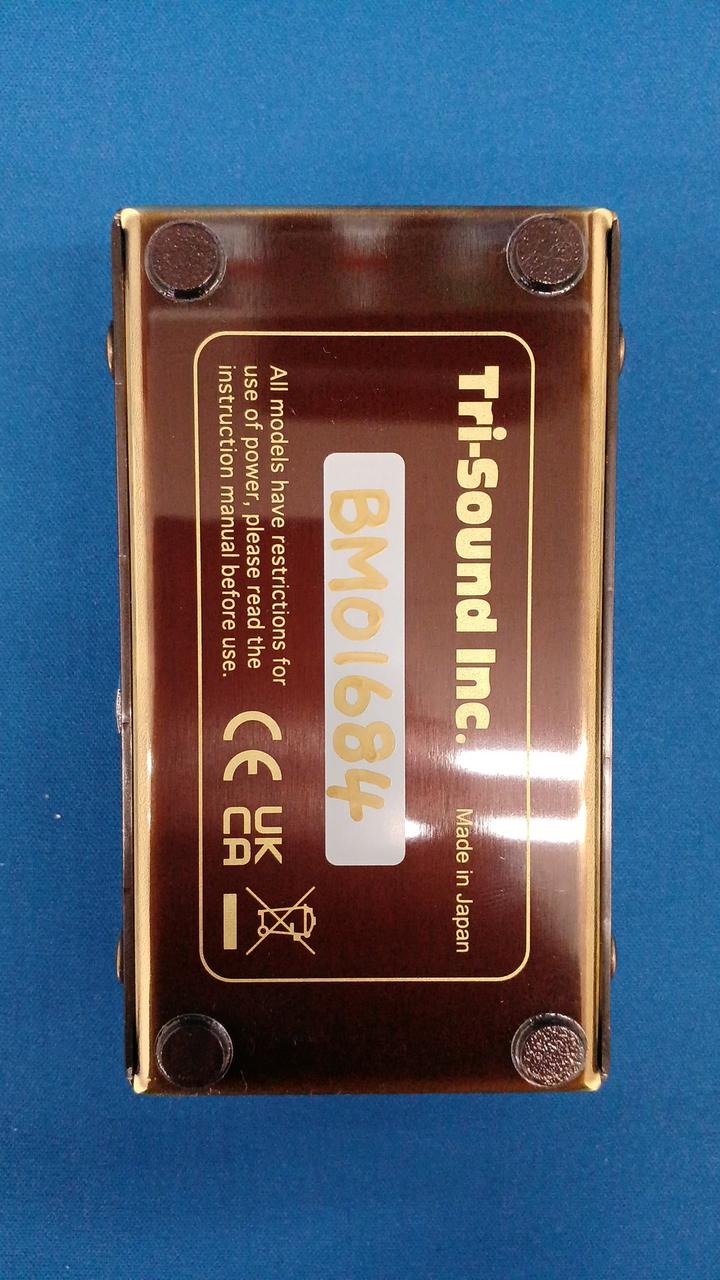 Tri-Sound Inc. Made in Japan
BM01684
All models have restrictions for
use of power, please read the
instruction manual before use.
CE
UK
CA